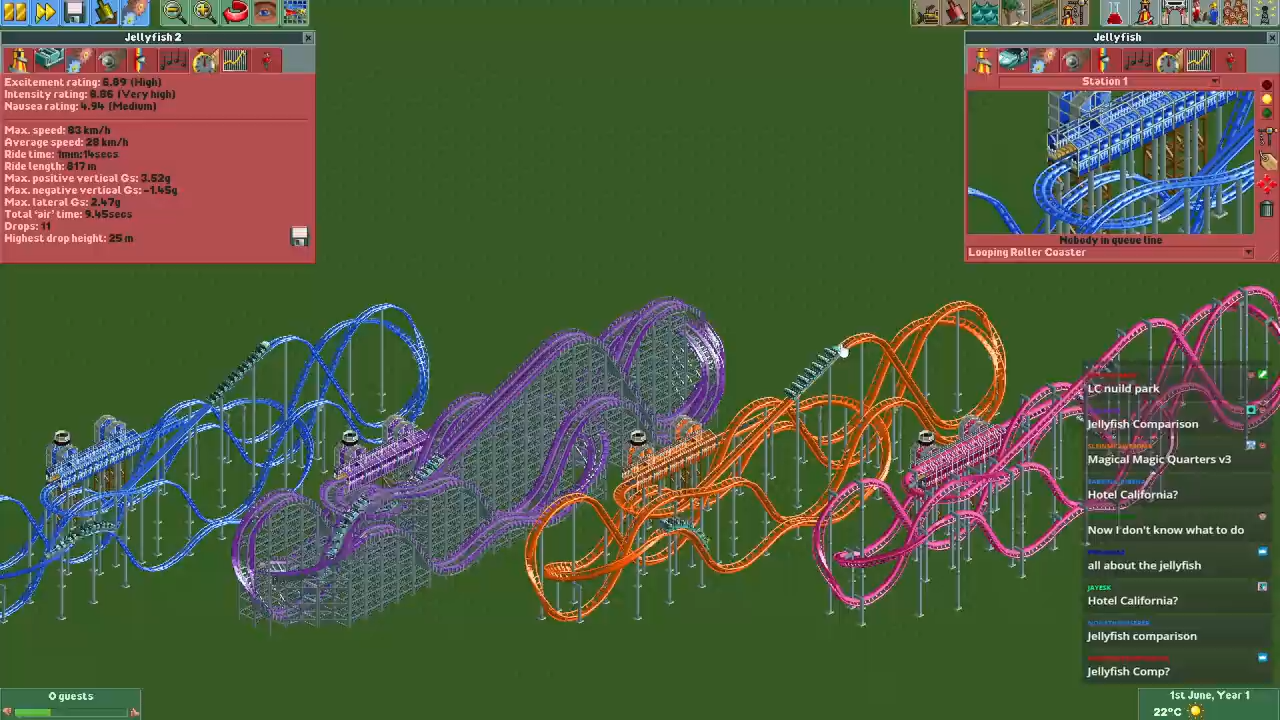 Jellyfish 2
Excitement rating: 6.89 (High)
Intensity rating: 8.86 (Very high)
Nausea rating: 4.94 (Medium)
Max. speed: 83 km/h
Average speed: 28 km/h
Ride time: 1min:14secs
Ride length: 817 m
Max. positive vertical Gs: 3.52g
Max. negative vertical Gs: -1.45g
Max. lateral Gs: 2.47g
Total 'air' time: 9.45secs
Drops: 11
Highest drop height: 25 m
Jellyfish
Station 1
Nobody in queue line
Looping Roller Coaster
LC nuild park
Jellyfish Comparison
Magical Magic Quarters v3
Hotel California?
Now I don't know what to do
all about the jellyfish
JAYESK
Hotel California?
Jellyfish comparison
Jellyfish Comp?
0 guests
1st June, Year 1
22°C